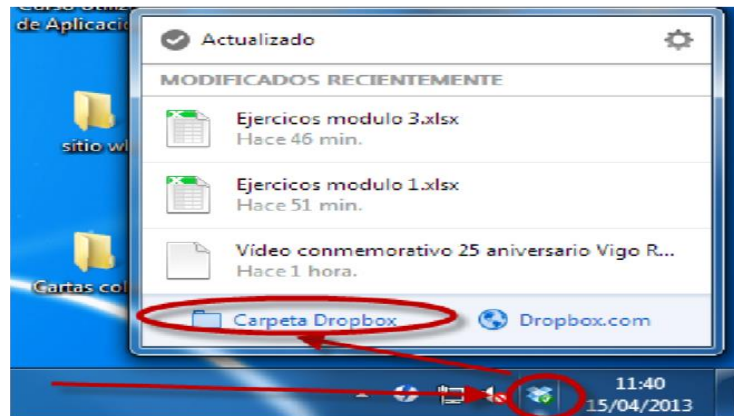 de Aplicacio
Actualizado
MODIFICADOS RECIENTEMENTE
Ejercicos modulo 3.xlsx
Hace 46 min.
sitio w
Ejercicos modulo 1.xlsx
Hace 51 min.
Vídeo conmemorativo 25 aniversario Vigo R...
Hace 1 hora.
Cartas col
Carpeta Dropbox
Dropbox.com
11:40
15/04/2013